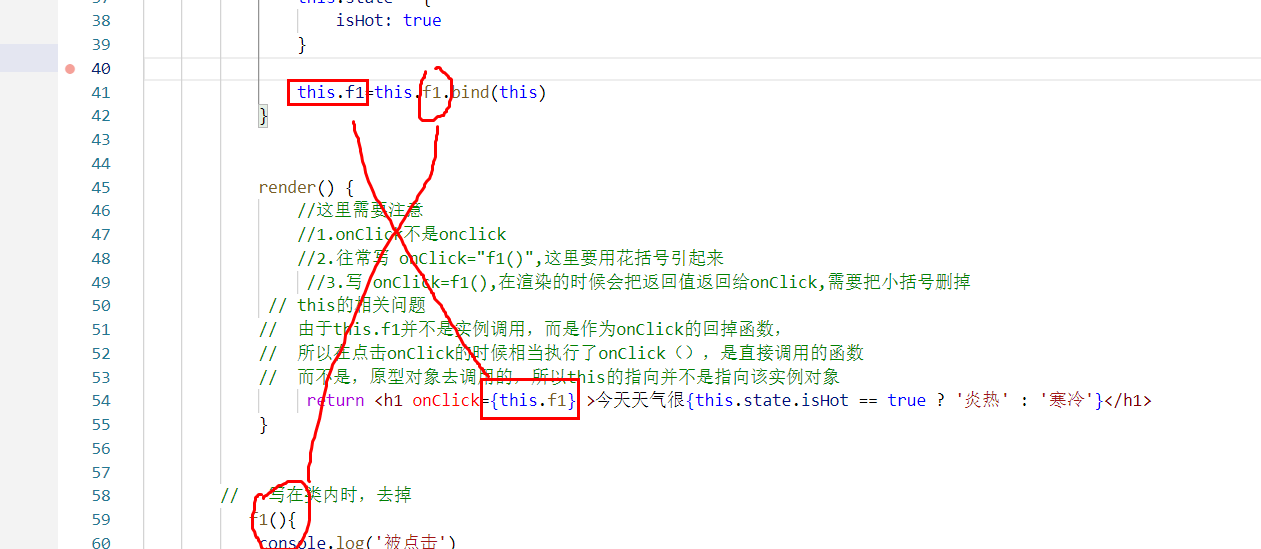 38 isHot: true
39 }
40
41 this.f1=this.f1.bind(this)
42 }
43
44
45 render() {
46 //这里需要注意
47 //1.onClick不是onclick
48 //2.往常写 onClick="f1()",这里要用花括号引起来
49 //3.写 onClick=f1(),在渲染的时候会把返回值返回给onClick,需要把小括号删掉
50 // this的相关问题
51 // 由于this.f1并不是实例调用，而是作为onClick的回掉函数，
52 // 所以在点击onClick的时候相当执行了onClick（），是直接调用的函数
53 // 而不是，原型对象去调用的，所以this的指向并不是指向该实例对象
54 return <h1 onClick={this.f1} >今天天气很{this.state.isHot == true ? '炎热' : '寒冷'}</h1>
55 }
56
57
58 // 写在类内时，去掉
59 f1(){
60 console.log('被点击')